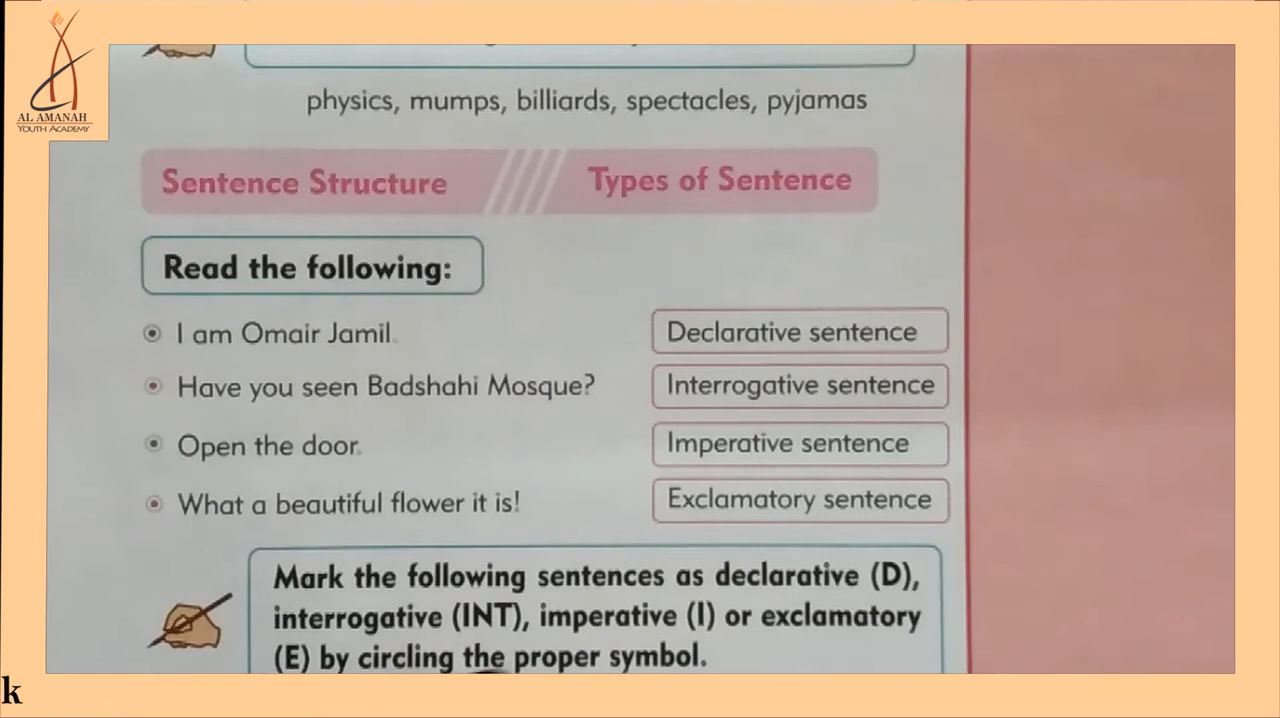 AL AMANAH
YOUTH ACADEMY
physics, mumps, billiards, spectacles, pyjamas
Sentence Structure
Types of Sentence
Read the following:
I am Omair Jamil.
Declarative sentence
Have you seen Badshahi Mosque?
Interrogative sentence
Open the door.
Imperative sentence
What a beautiful flower it is!
Exclamatory sentence
Mark the following sentences as declarative (D),
interrogative (INT), imperative (I) or exclamatory
(E) by circling the proper symbol.
k